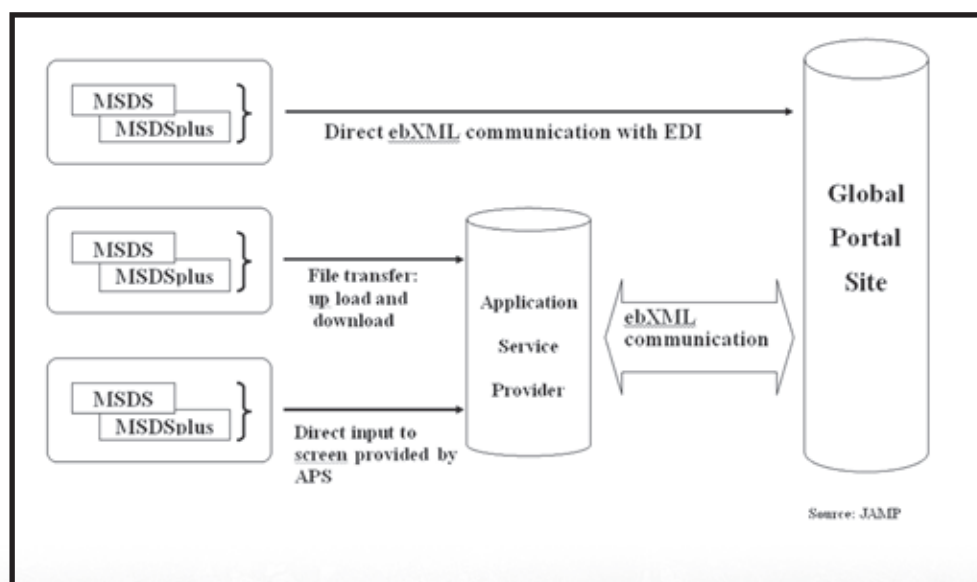 MSDS
MSDSplus
Direct ebXML communication with EDI
Global
Portal
Site
MSDS
MSDSplus
File transfer:
up load and
download
Application
Service
Provider
ebXML
communication
MSDS
MSDSplus
Direct input to
screen provided by
APS
Source: JAMP